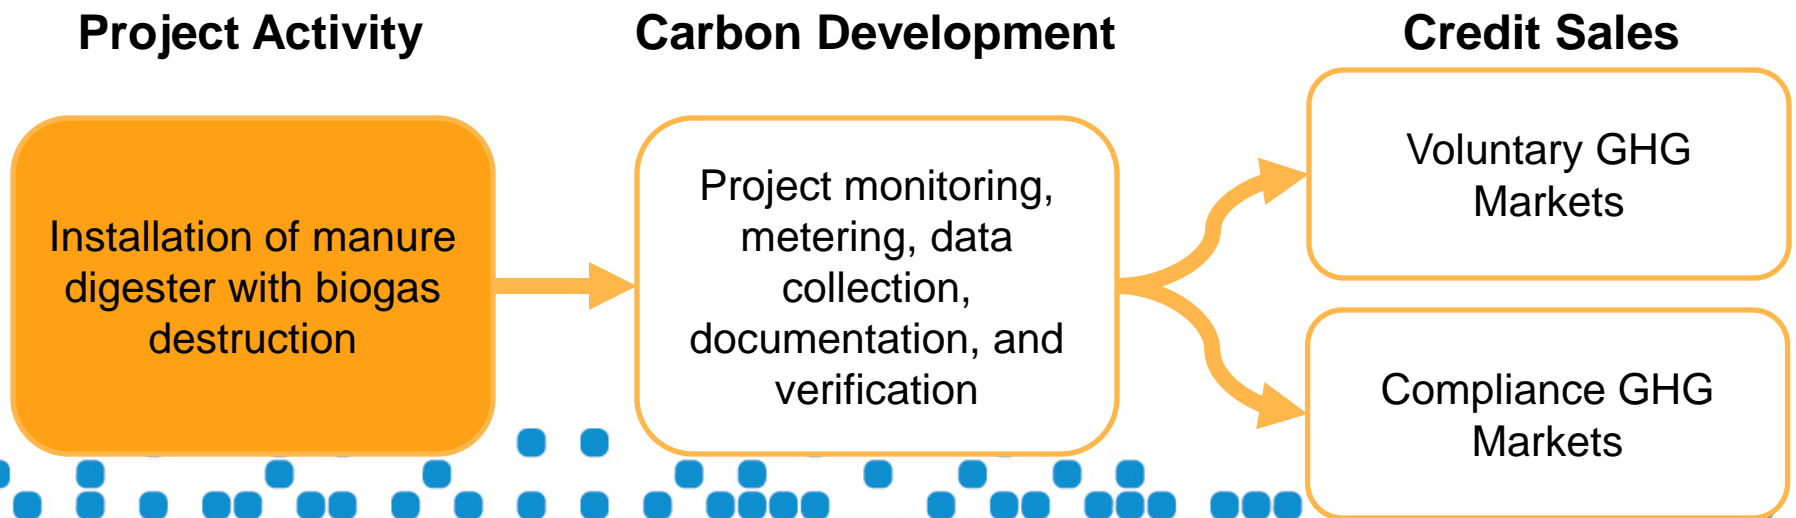 Project Activity
Carbon Development
Credit Sales
Installation of manure
digester with biogas
destruction
Project monitoring,
metering, data
collection,
documentation, and
verification
Voluntary GHG
Markets
Compliance GHG
Markets